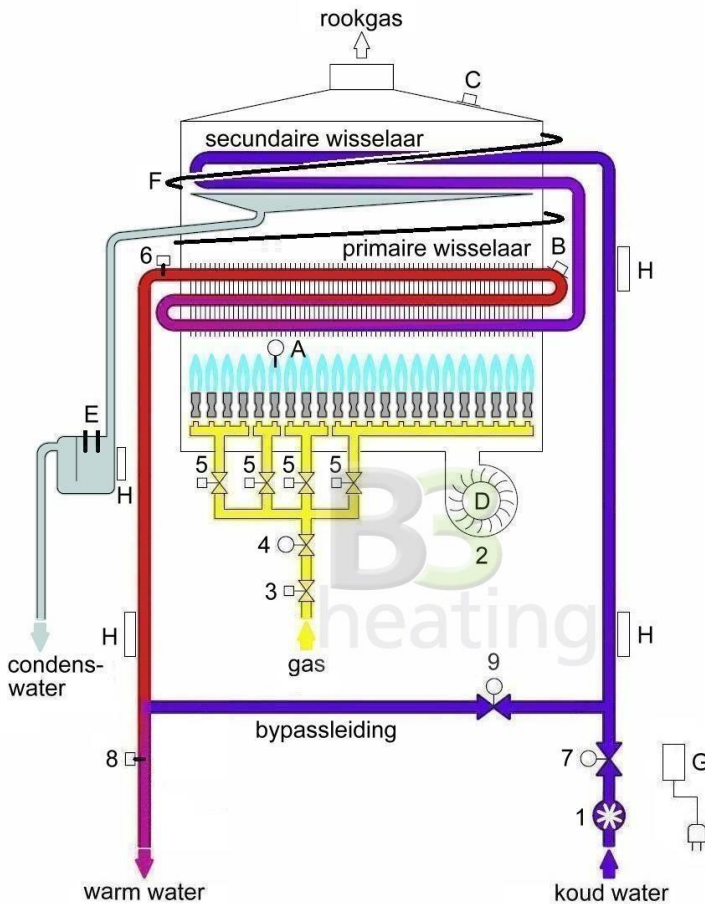 rookgas
C
secundaire wisselaar
F
primaire wisselaar
6
B
H
A
E
H
5 5 5 5
D
2
4
3
B3
heating
H
H
condens-
water
gas
9
bypassleiding
8
7
G
1
warm water
koud water